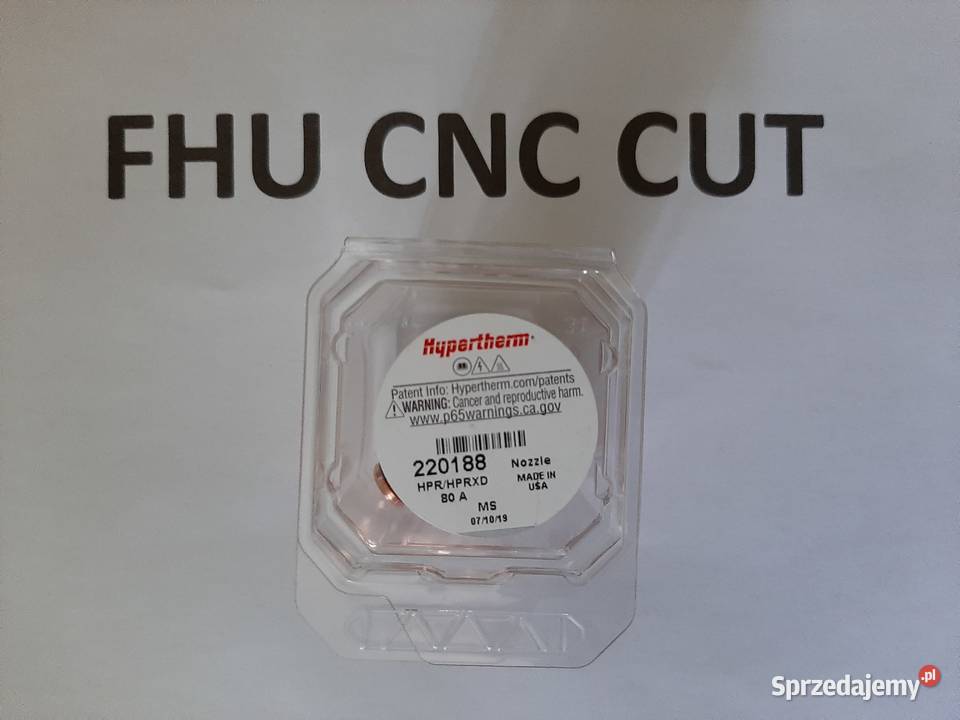 FHU CNC CUT
Hypertherm®
Patent Info: Hypertherm.com/patents
WARNING: Cancer and reproductive harm.
www.p65warnings.ca.gov
220188 Nozzle
HPR/HPRXD MADE IN
80 A USA
MS
07/10/19
Sprzedajemy.pl